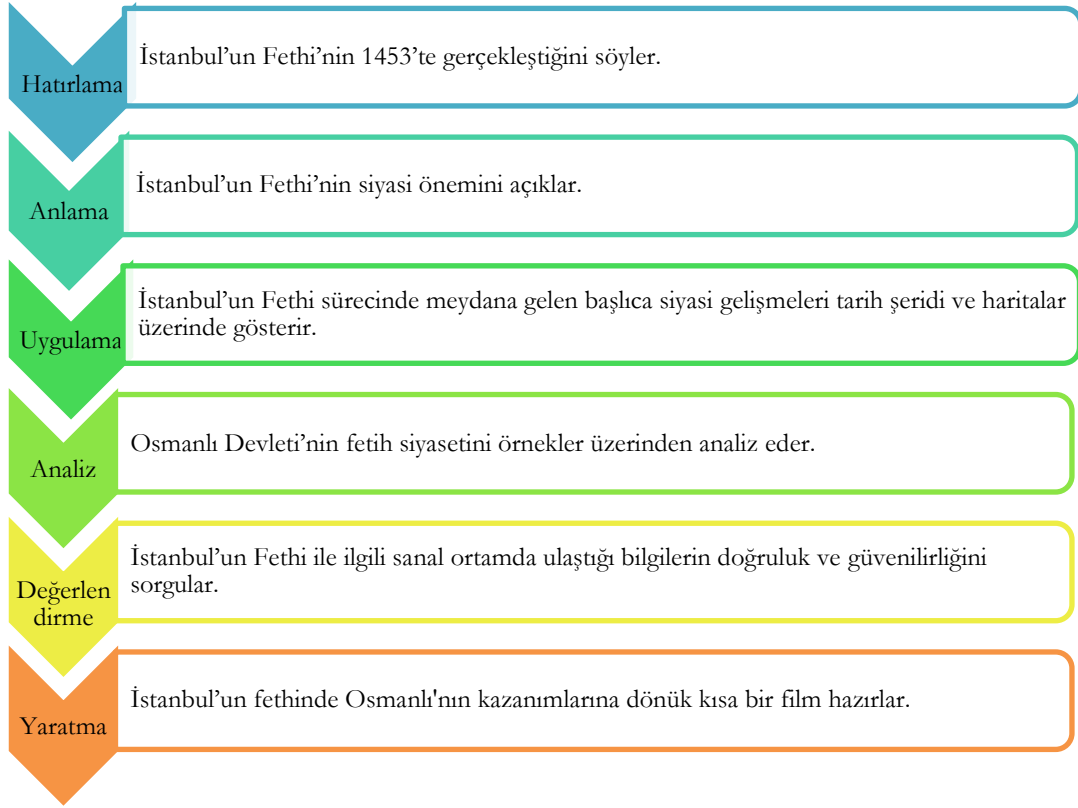 İstanbul’un Fethi’nin 1453’te gerçekleştiğini söyler.
Hatırlama
İstanbul’un Fethi’nin siyasi önemini açıklar.
Anlama
İstanbul’un Fethi sürecinde meydana gelen başlıca siyasi gelişmeleri tarih şeridi ve haritalar
üzerinde gösterir.
Uygulama
Osmanlı Devleti’nin fetih siyasetini örnekler üzerinden analiz eder.
Analiz
İstanbul’un Fethi ile ilgili sanal ortamda ulaştığı bilgilerin doğruluk ve güvenilirliğini
sorgular.
Değerlen
dirme
İstanbul’un fethinde Osmanlı'nın kazanımlarına dönük kısa bir film hazırlar.
Yaratma